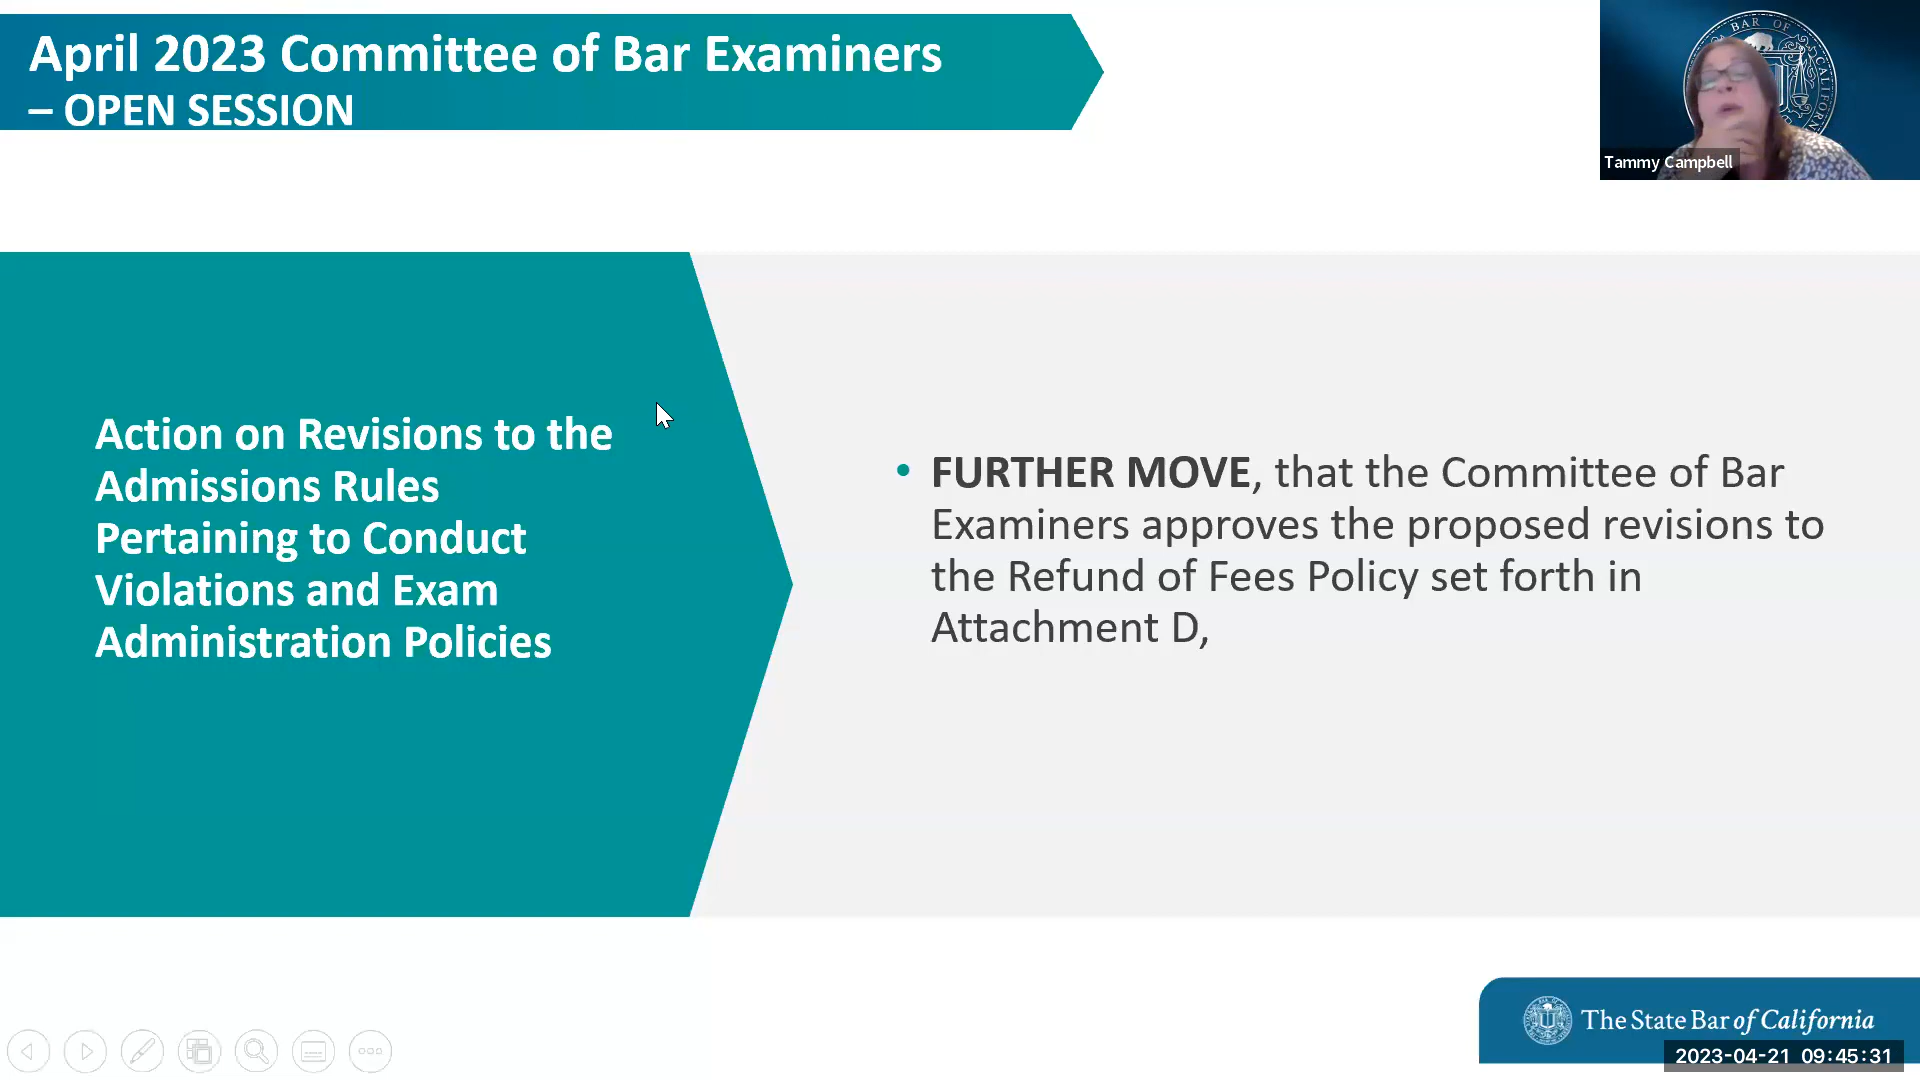 April 2023 Committee of Bar Examiners
– OPEN SESSION
BAR OF
CALIFORN
Tammy Campbell
Action on Revisions to the
Admissions Rules
Pertaining to Conduct
Violations and Exam
Administration Policies
• FURTHER MOVE, that the Committee of Bar
Examiners approves the proposed revisions to
the Refund of Fees Policy set forth in
Attachment D,
The State Bar of California
2023-04-21 09:45:31